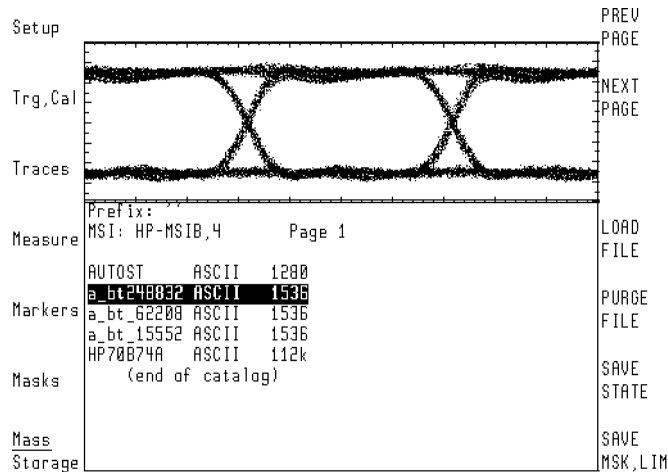 Setup
Trg,Cal
Traces
Measure
Markers
Masks
Mass
Storage
Prefix: ''
MSI: HP-MSIB,4 Page 1
AUTOST ASCII 1280
a_bt248832 ASCII 1536
a_bt_62208 ASCII 1536
a_bt_15552 ASCII 1536
HP70874A ASCII 112k
(end of catalog)
PREV
PAGE
NEXT
PAGE
LOAD
FILE
PURGE
FILE
SAVE
STATE
SAVE
MSK,LIM